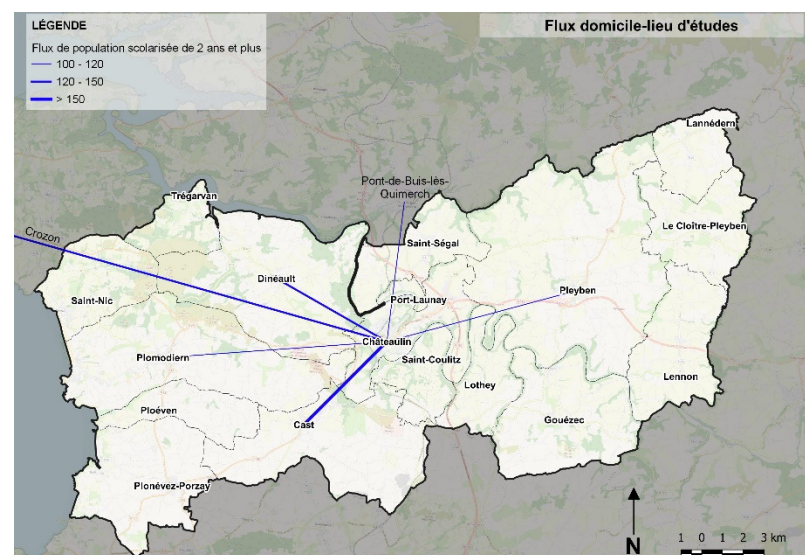 LÉGENDE
Flux de population scolarisée de 2 ans et plus
100 - 120
120 - 150
> 150
Flux domicile-lieu d'études
Lannédern
Pont-de-Buis-lès-
Quimerch
Trégarvan
Le Cloître-Pleyben
Crozon
Saint-Ségal
Dinéault
Pleyben
Saint-Nic
Port-Launay
Châteaulin
Plomodiern
Saint-Coulitz
Lennon
Lothey
Ploéven
Gouézec
Cast
Plonévez-Porzay
N
1 0 1 2 3 km